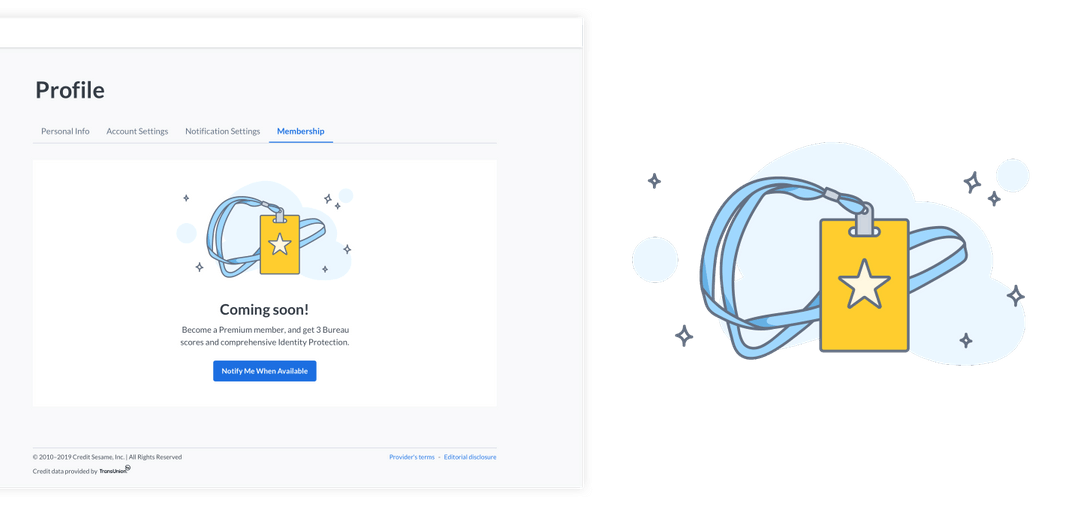 Profile
Personal Info Account Settings Notification Settings Membership
Coming soon!
Become a Premium member, and get 3 Bureau
scores and comprehensive Identity Protection.
Notify Me When Available
© 2010–2019 Credit Sesame, Inc. | All Rights Reserved Provider's terms - Editorial disclosure
Credit data provided by TransUnion